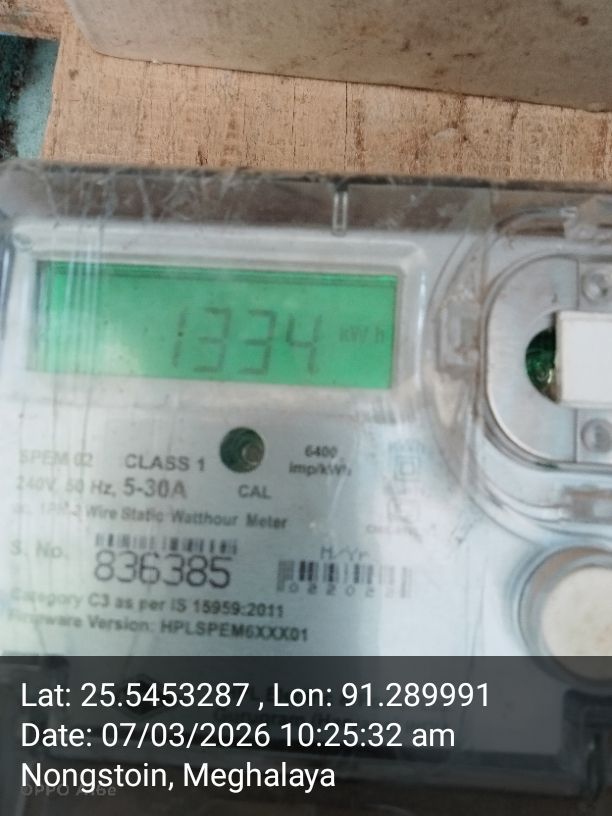 1334 kWh
SPEM 02 CLASS 1
6400
imp/kWh
240V, 50 Hz, 5-30A CAL
Wire Static Watthour Meter
S. No. 836385
M/Yr.
Category C3 as per IS 15959:2011
Firmware Version: HPLSPEM6XXX01
Lat: 25.5453287 , Lon: 91.289991
Date: 07/03/2026 10:25:32 am
Nongstoin, Meghalaya
OPPO